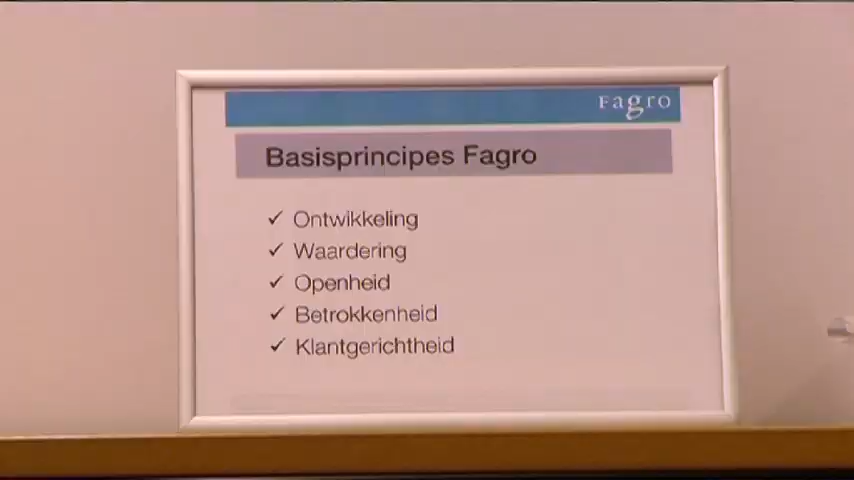 Fagro
Basisprincipes Fagro
✓ Ontwikkeling
✓ Waardering
✓ Openheid
✓ Betrokkenheid
✓ Klantgerichtheid